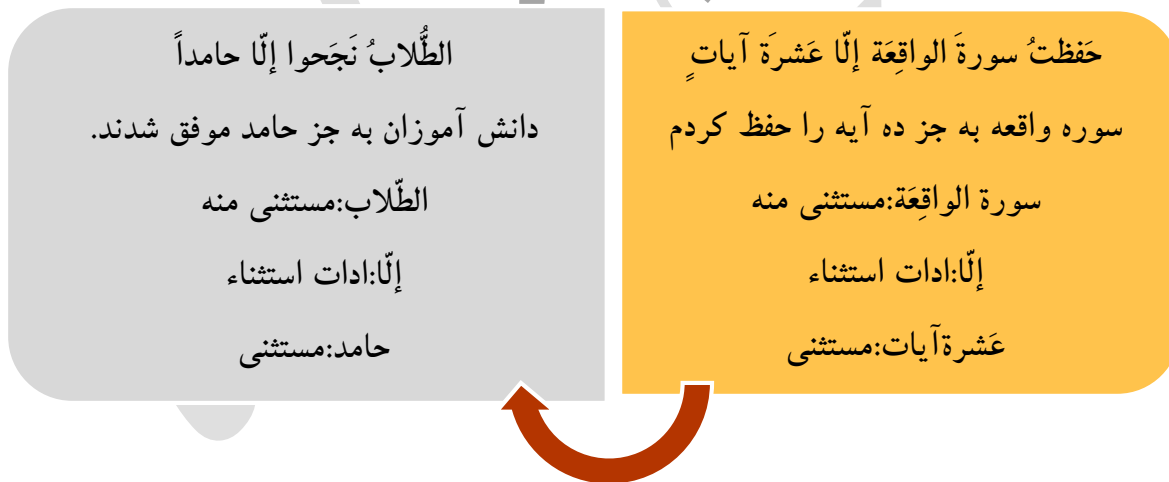 حَفظتُ سورةَ الواقِعَة إلّا عَشرَة آیات ٍ
سوره واقعه به جز ده آیه را حفظ کردم
سورة الواقِعَة:مستثنی منه
إلّا:ادات استثناء
عَشرةآیات:مستثنی
الطُّلابُ نَجَحوا إلّا حامداً
دانش آموزان به جز حامد موفق شدند.
الطّلاب:مستثنی منه
إلّا:ادات استثناء
حامد:مستثنی